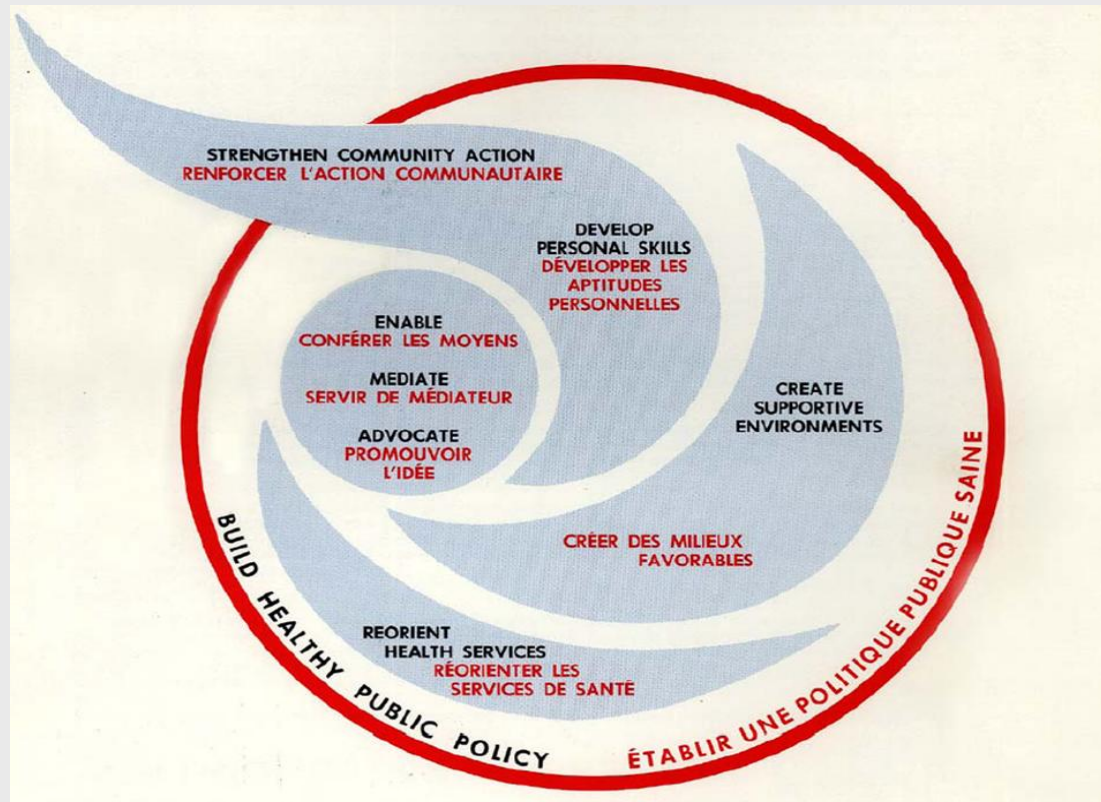 STRENGTHEN COMMUNITY ACTION
RENFORCER L'ACTION COMMUNAUTAIRE
DEVELOP
PERSONAL SKILLS
DÉVELOPPER LES
APTITUDES
PERSONNELLES
ENABLE
CONFÉRER LES MOYENS
MEDIATE
SERVIR DE MÉDIATEUR
ADVOCATE
PROMOUVOIR
L'IDÉE
CREATE
SUPPORTIVE
ENVIRONMENTS
CRÉER DES MILIEUX
FAVORABLES
REORIENT
HEALTH SERVICES
RÉORIENTER LES
SERVICES DE SANTÉ
BUILD HEALTHY PUBLIC POLICY
ÉTABLIR UNE POLITIQUE PUBLIQUE SAINE